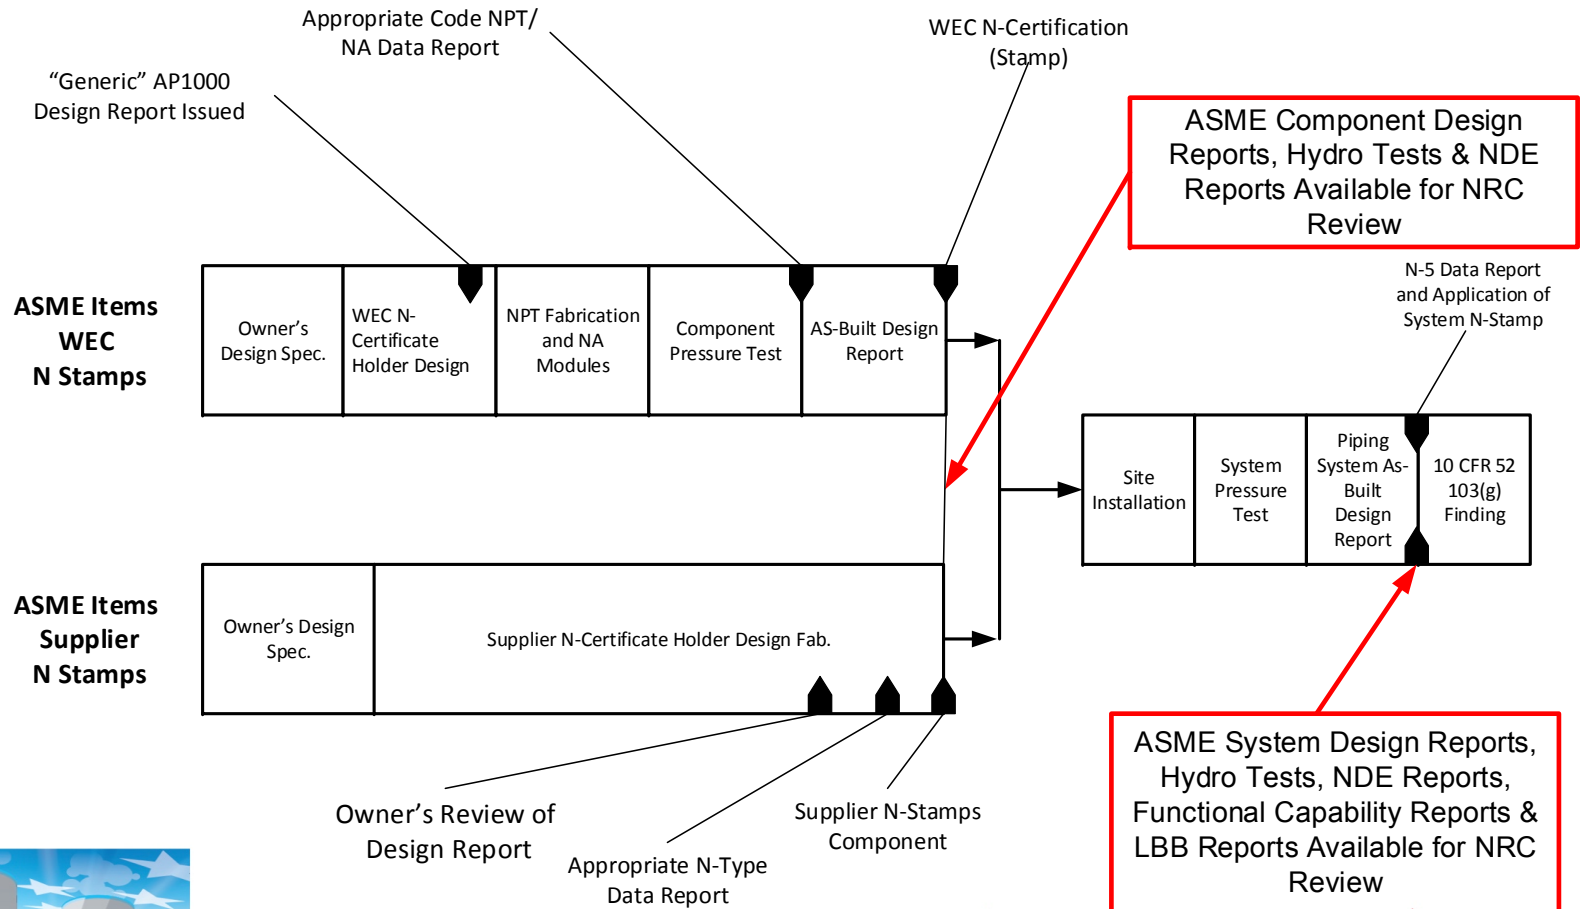 Appropriate Code NPT/
NA Data Report
WEC N-Certification
(Stamp)
“Generic” AP1000
Design Report Issued
ASME Component Design
Reports, Hydro Tests & NDE
Reports Available for NRC
Review
N-5 Data Report
and Application of
System N-Stamp
ASME Items
WEC
N Stamps
Owner’s
Design Spec.
WEC N-
Certificate
Holder Design
NPT Fabrication
and NA
Modules
Component
Pressure Test
AS-Built Design
Report
Site
Installation
System
Pressure
Test
Piping
System As-
Built
Design
Report
10 CFR 52
103(g)
Finding
ASME Items
Supplier
N Stamps
Owner’s Design
Spec.
Supplier N-Certificate Holder Design Fab.
Owner’s Review of
Design Report
Appropriate N-Type
Data Report
Supplier N-Stamps
Component
ASME System Design Reports,
Hydro Tests, NDE Reports,
Functional Capability Reports &
LBB Reports Available for NRC
Review